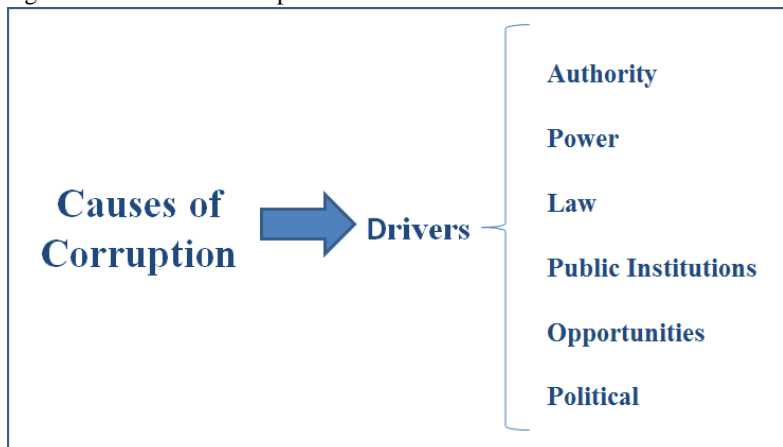 Causes of
Corruption
Drivers
Authority
Power
Law
Public Institutions
Opportunities
Political